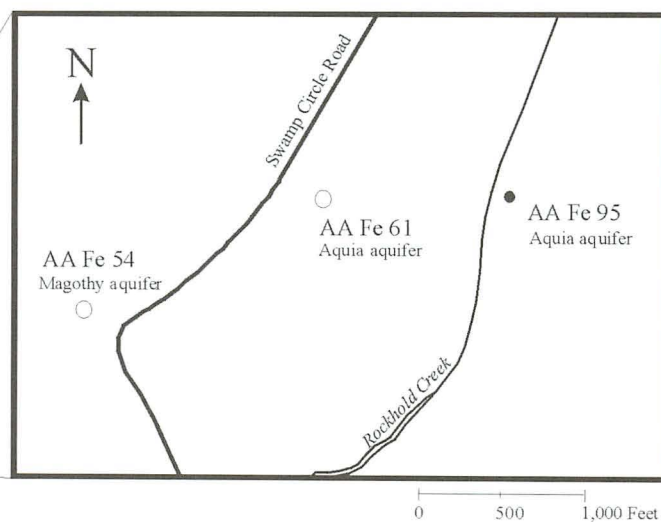 N
Swamp Circle Road
AA Fe 61
Aquia aquifer
AA Fe 95
Aquia aquifer
AA Fe 54
Magothy aquifer
Rockhold Creek
0 500 1,000 Feet